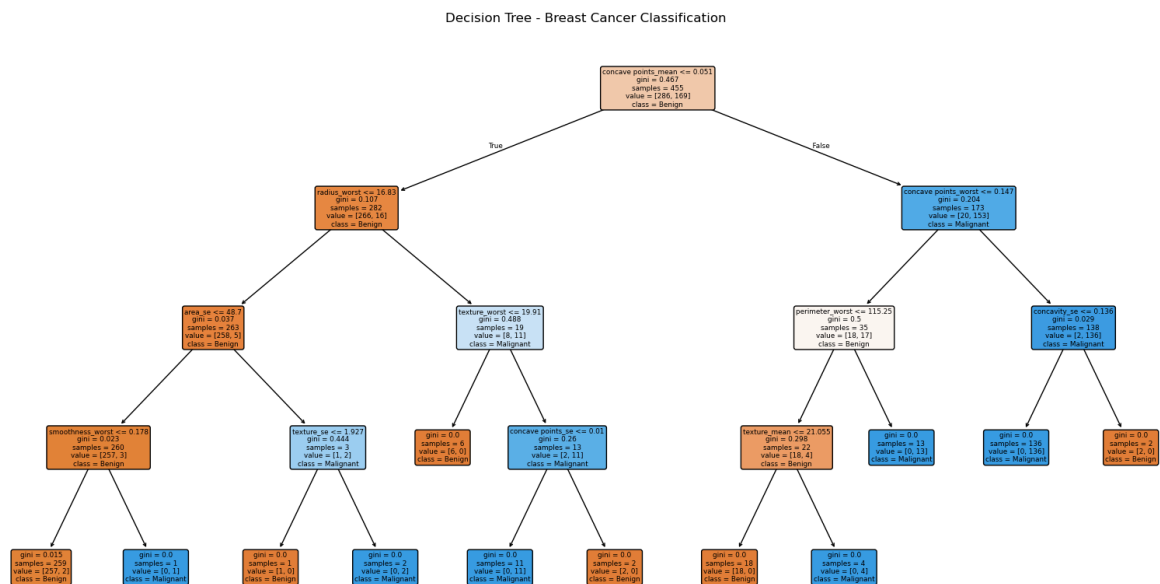 Decision Tree - Breast Cancer Classification
concave points_mean <= 0.051
gini = 0.467
samples = 455
value = [286, 169]
class = Benign
True
False
radius_worst <= 16.83
gini = 0.107
samples = 282
value = [266, 16]
class = Benign
concave points_worst <= 0.147
gini = 0.204
samples = 173
value = [20, 153]
class = Malignant
area_se <= 48.7
gini = 0.037
samples = 263
value = [258, 5]
class = Benign
texture_worst <= 19.91
gini = 0.488
samples = 19
value = [8, 11]
class = Malignant
perimeter_worst <= 115.25
gini = 0.5
samples = 35
value = [18, 17]
class = Benign
concavity_se <= 0.136
gini = 0.029
samples = 138
value = [2, 136]
class = Malignant
smoothness_worst <= 0.178
gini = 0.023
samples = 260
value = [257, 3]
class = Benign
texture_se <= 1.927
gini = 0.444
samples = 3
value = [1, 2]
class = Malignant
gini = 0.0
samples = 6
value = [6, 0]
class = Benign
concave points_se <= 0.01
gini = 0.26
samples = 13
value = [2, 11]
class = Malignant
texture_mean <= 21.055
gini = 0.298
samples = 22
value = [18, 4]
class = Benign
gini = 0.0
samples = 13
value = [0, 13]
class = Malignant
gini = 0.0
samples = 136
value = [0, 136]
class = Malignant
gini = 0.0
samples = 2
value = [2, 0]
class = Benign
gini = 0.015
samples = 259
value = [257, 2]
class = Benign
gini = 0.0
samples = 1
value = [0, 1]
class = Malignant
gini = 0.0
samples = 1
value = [1, 0]
class = Benign
gini = 0.0
samples = 2
value = [0, 2]
class = Malignant
gini = 0.0
samples = 11
value = [0, 11]
class = Malignant
gini = 0.0
samples = 2
value = [2, 0]
class = Benign
gini = 0.0
samples = 18
value = [18, 0]
class = Benign
gini = 0.0
samples = 4
value = [0, 4]
class = Malignant